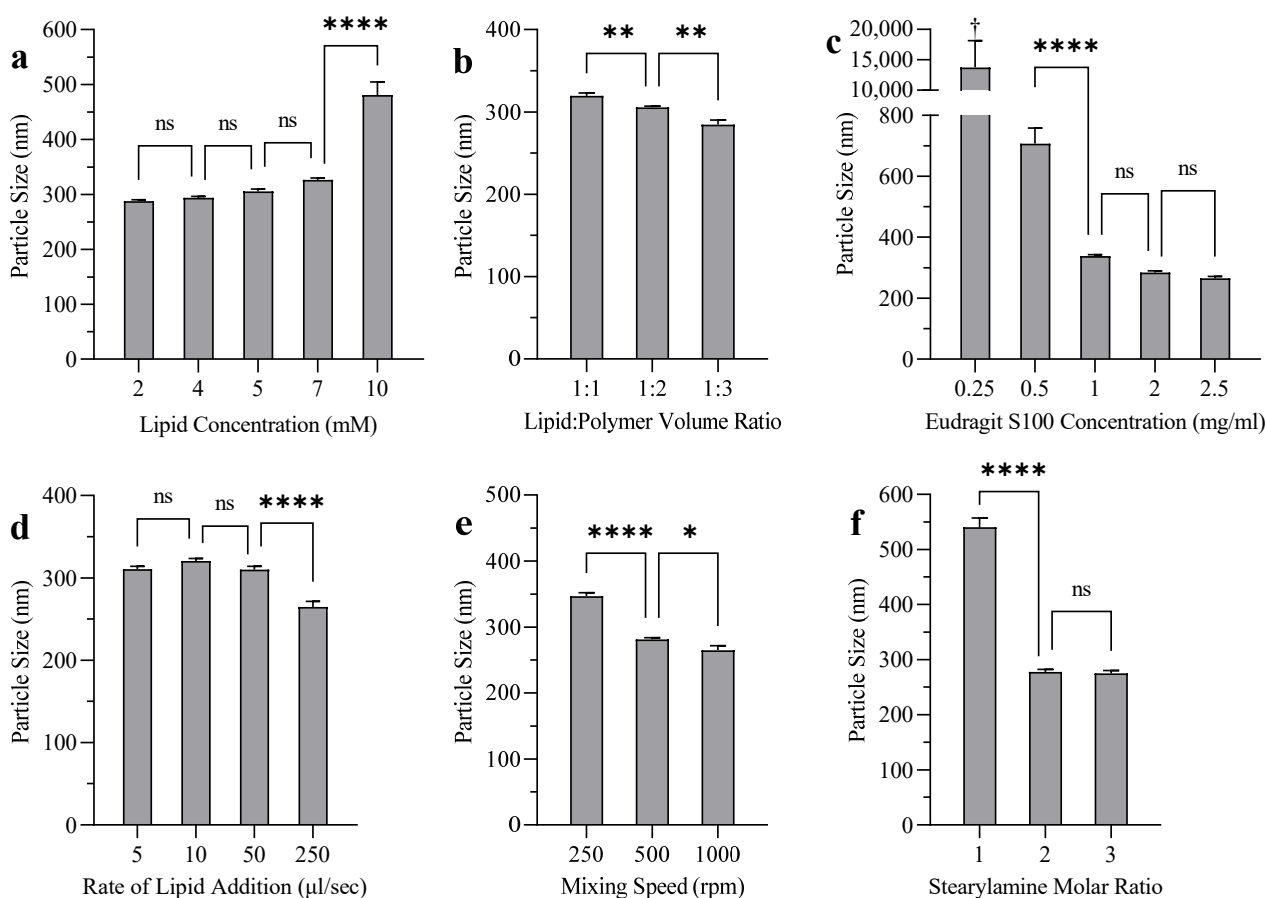 a
Particle Size (nm)
600
500
400
300
200
100
0
ns
ns
ns
****
2 4 5 7 10
Lipid Concentration (mM)
b
Particle Size (nm)
400
300
200
100
0
**
**
1:1 1:2 1:3
Lipid:Polymer Volume Ratio
c
Particle Size (nm)
20,000
15,000
10,000
800
600
400
200
0
†
****
ns
ns
0.25 0.5 1 2 2.5
Eudragit S100 Concentration (mg/ml)
d
Particle Size (nm)
400
300
200
100
0
ns
ns
****
5 10 50 250
Rate of Lipid Addition (μl/sec)
e
Particle Size (nm)
500
400
300
200
100
0
****
*
250 500 1000
Mixing Speed (rpm)
f
Particle Size (nm)
600
500
400
300
200
100
0
****
ns
1 2 3
Stearylamine Molar Ratio